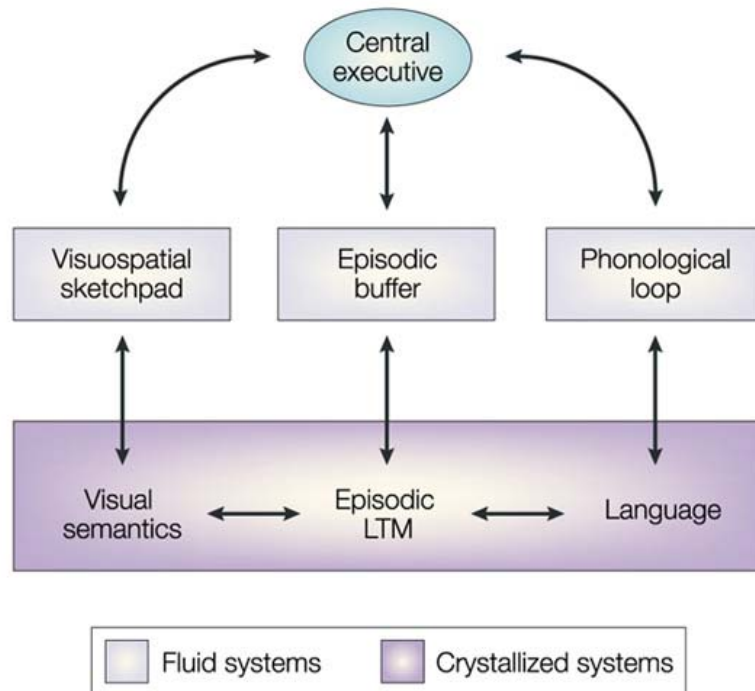 Central
executive
Visuospatial
sketchpad
Episodic
buffer
Phonological
loop
Visual
semantics
Episodic
LTM
Language
Fluid systems
Crystallized systems